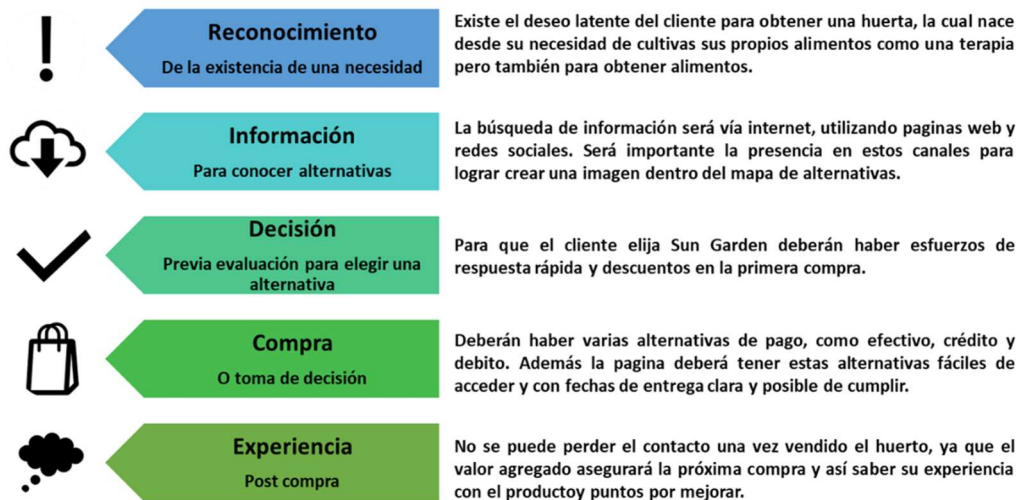 Reconocimiento
De la existencia de una necesidad
Existe el deseo latente del cliente para obtener una huerta, la cual nace
desde su necesidad de cultivas sus propios alimentos como una terapia
pero también para obtener alimentos.
Información
Para conocer alternativas
La búsqueda de información será vía internet, utilizando paginas web y
redes sociales. Será importante la presencia en estos canales para
lograr crear una imagen dentro del mapa de alternativas.
Decisión
Previa evaluación para elegir una
alternativa
Para que el cliente elija Sun Garden deberán haber esfuerzos de
respuesta rápida y descuentos en la primera compra.
Compra
O toma de decisión
Deberán haber varias alternativas de pago, como efectivo, crédito y
debito. Además la pagina deberá tener estas alternativas fáciles de
acceder y con fechas de entrega clara y posible de cumplir.
Experiencia
Post compra
No se puede perder el contacto una vez vendido el huerto, ya que el
valor agregado asegurará la próxima compra y así saber su experiencia
con el productoy puntos por mejorar.